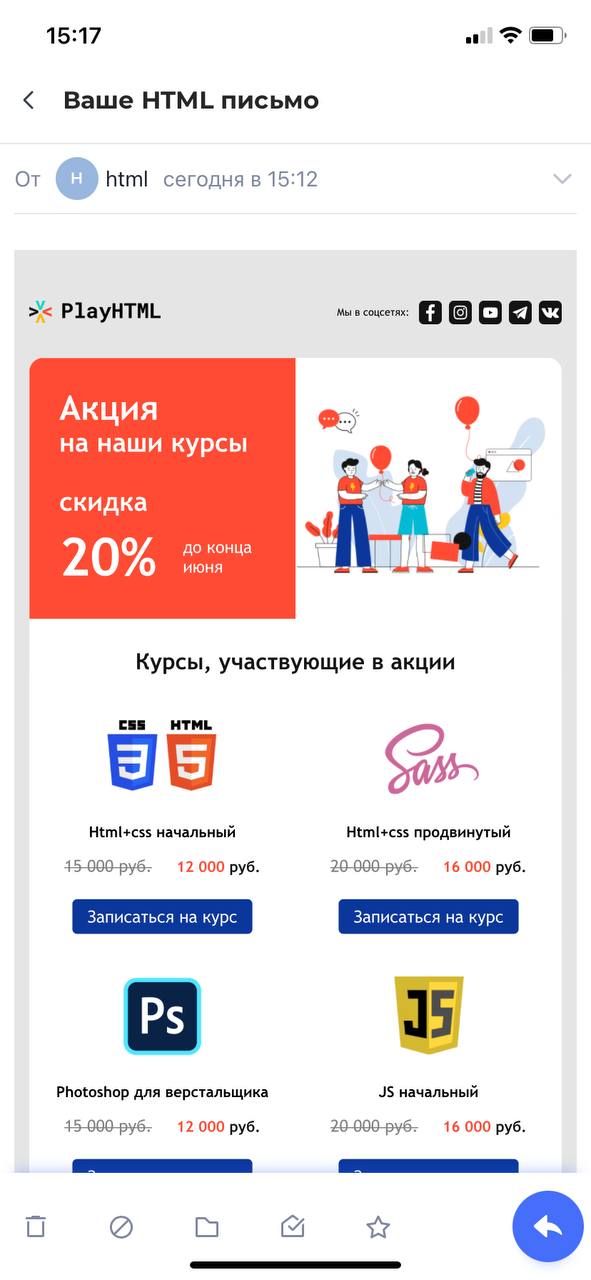 15:17
Ваше HTML письмо
От H html сегодня в 15:12
PlayHTML
Мы в соцсетях:
Акция
на наши курсы
скидка
20% до конца
июня
Курсы, участвующие в акции
CSS HTML
3 5
Sass
Html+css начальный
Html+css продвинутый
15 000 руб. 12 000 руб.
20 000 руб. 16 000 руб.
Записаться на курс
Записаться на курс
Ps
JS
Photoshop для верстальщика
JS начальный
15 000 руб. 12 000 руб.
20 000 руб. 16 000 руб.